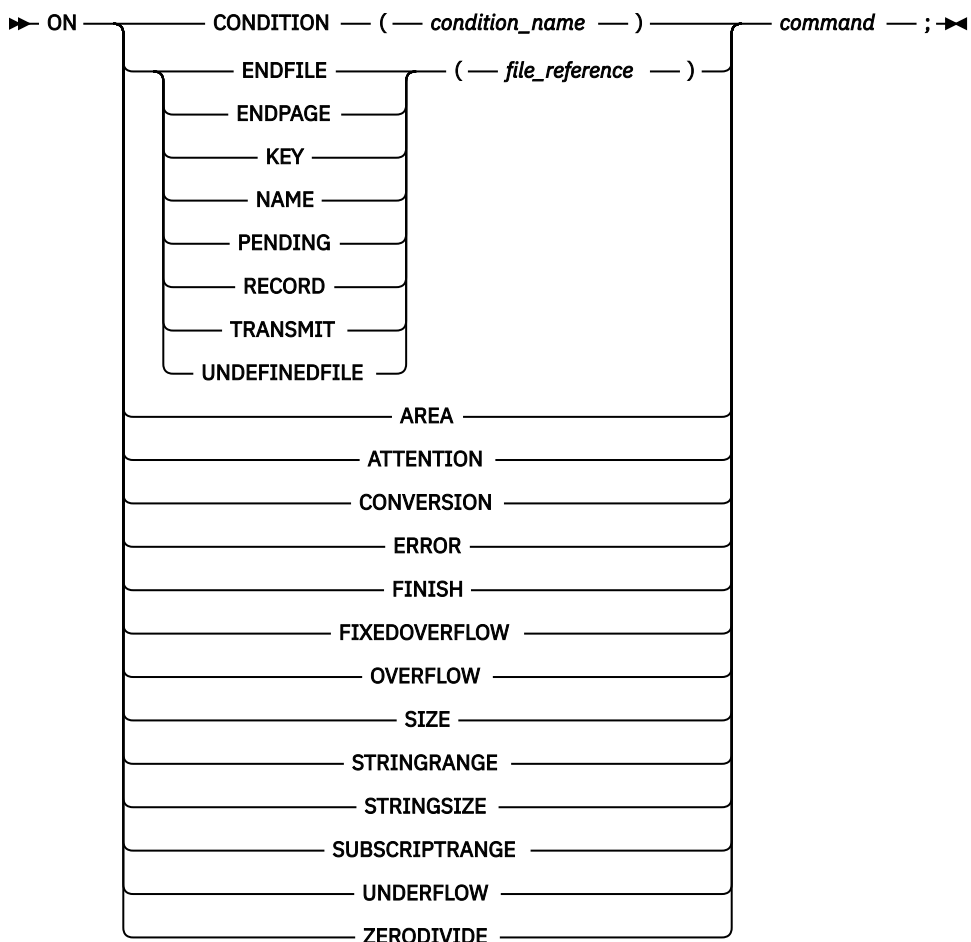 ON CONDITION ( condition_name ) command ;
ENDFILE ( file_reference )
ENDPAGE
KEY
NAME
PENDING
RECORD
TRANSMIT
UNDEFINEDFILE
AREA
ATTENTION
CONVERSION
ERROR
FINISH
FIXEDOVERFLOW
OVERFLOW
SIZE
STRINGRANGE
STRINGSIZE
SUBSCRIPTRANGE
UNDERFLOW
ZERODIVIDE